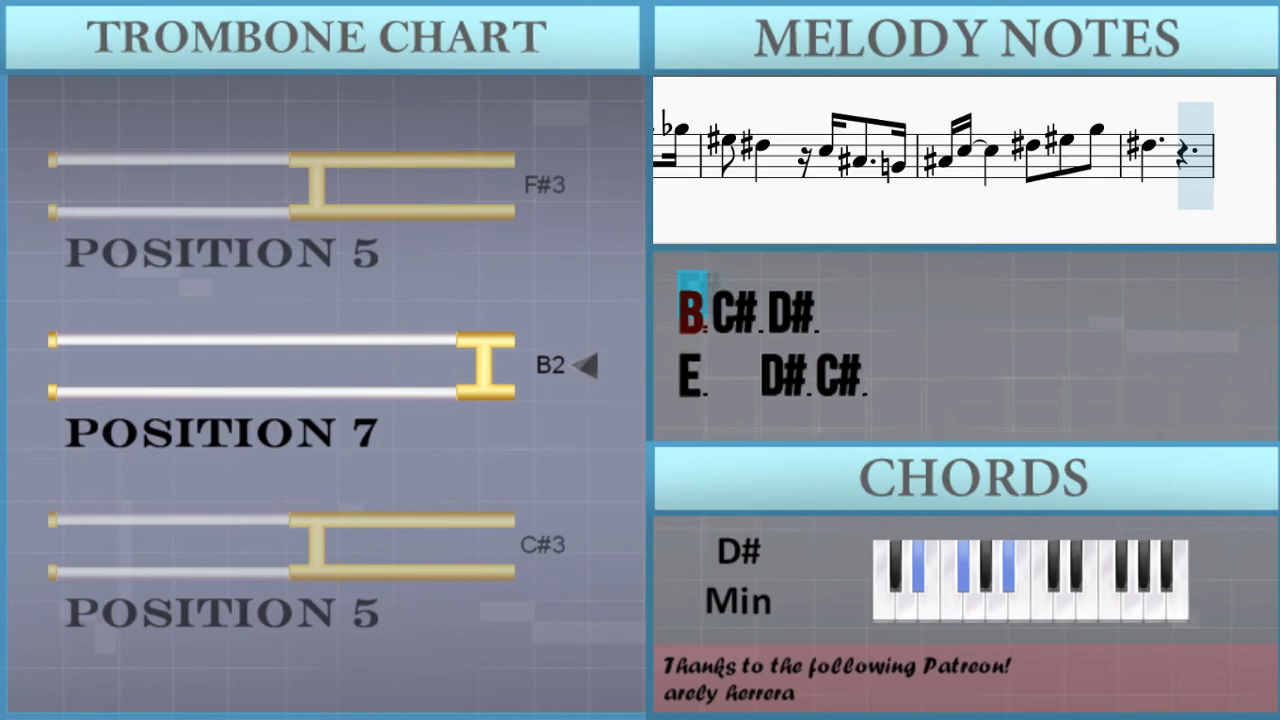 TROMBONE CHART
F#3
POSITION 5
B2
POSITION 7
C#3
POSITION 5
MELODY NOTES
B. C#. D#.
E. D#. C#.
CHORDS
D#
Min
Thanks to the following Patreon!
arely herrera